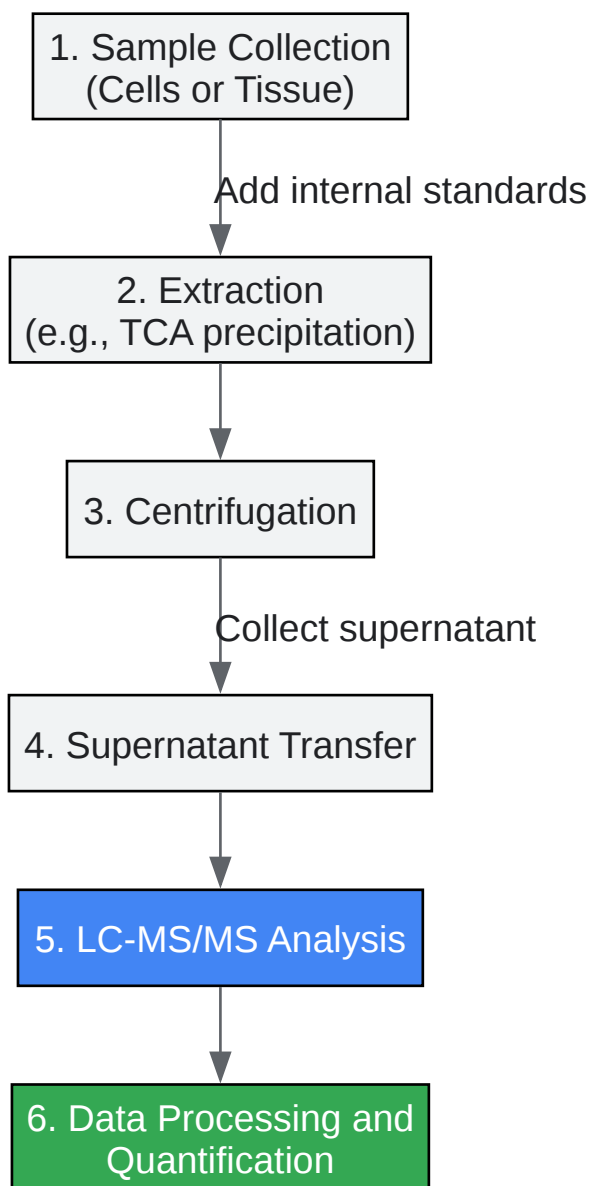 1. Sample Collection
(Cells or Tissue)
Add internal standards
2. Extraction
(e.g., TCA precipitation)
3. Centrifugation
Collect supernatant
4. Supernatant Transfer
5. LC-MS/MS Analysis
6. Data Processing and
Quantification